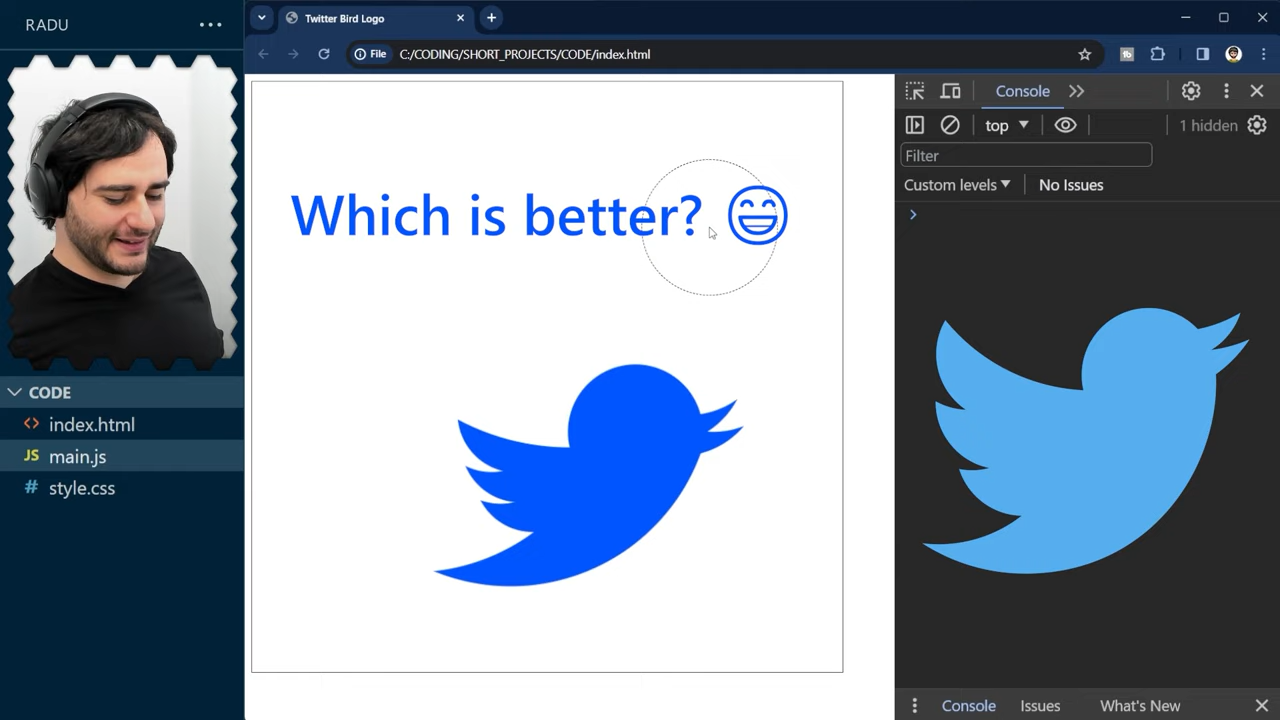 RADU
Twitter Bird Logo
File
C:/CODING/SHORT_PROJECTS/CODE/index.html
Console
top
1 hidden
Filter
Custom levels
No Issues
Which is better? 😄
CODE
<> index.html
JS main.js
# style.css
Console
Issues
What's New